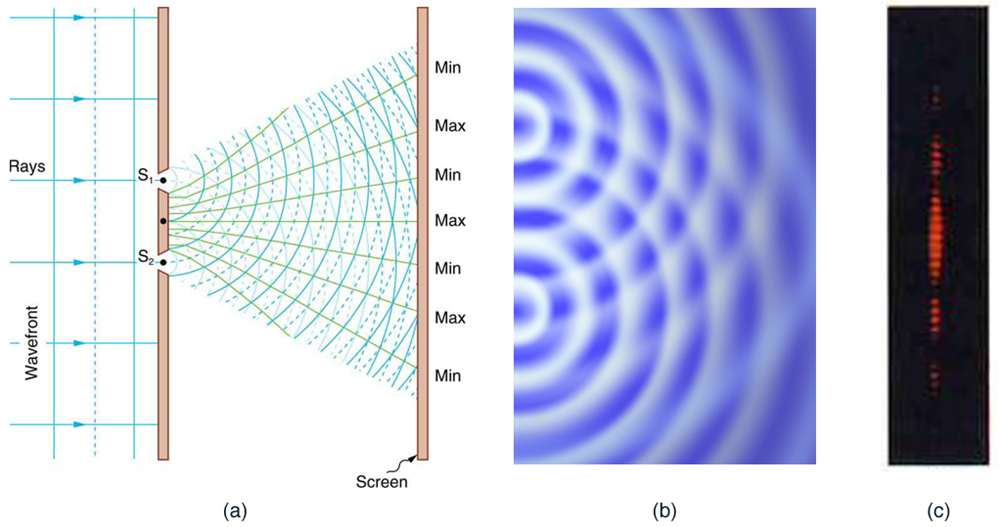 Min
Max
Rays
S1
Min
Max
S2
Min
Max
Wavefront
Min
Screen
(a)
(b)
(c)